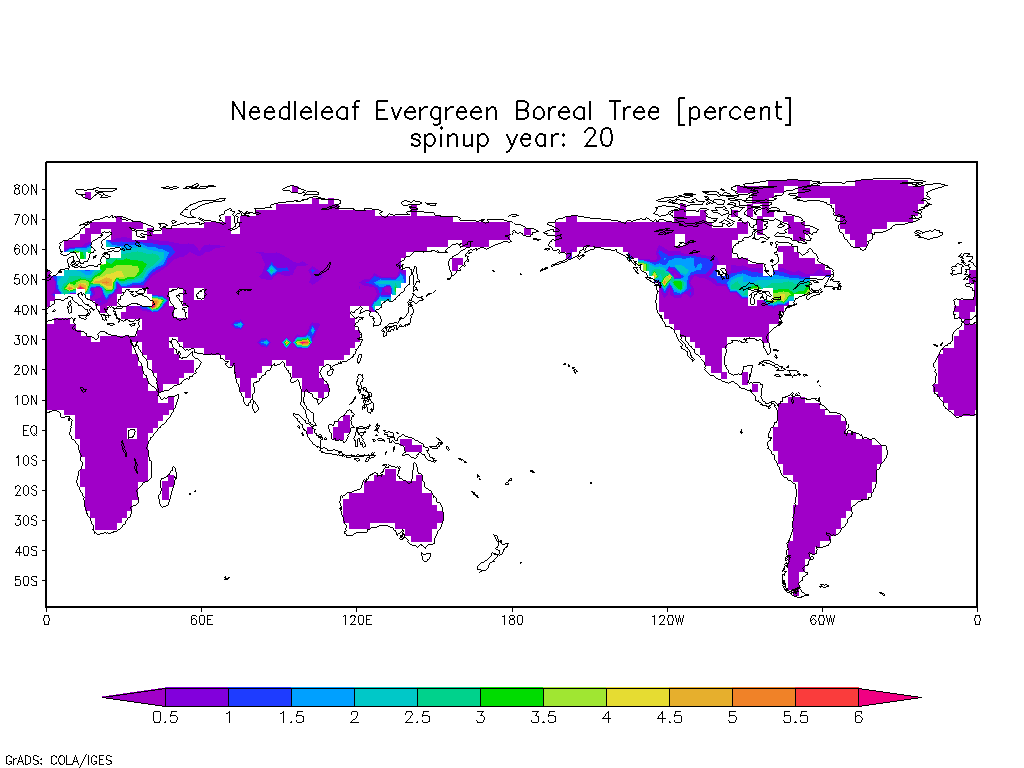 Needleleaf Evergreen Boreal Tree [percent]
spinup year: 20
80N
70N
60N
50N
40N
30N
20N
10N
EQ
10S
20S
30S
40S
50S
0 60E 120E 180 120W 60W 0
0.5 1 1.5 2 2.5 3 3.5 4 4.5 5 5.5 6
GrADS: COLA/IGES